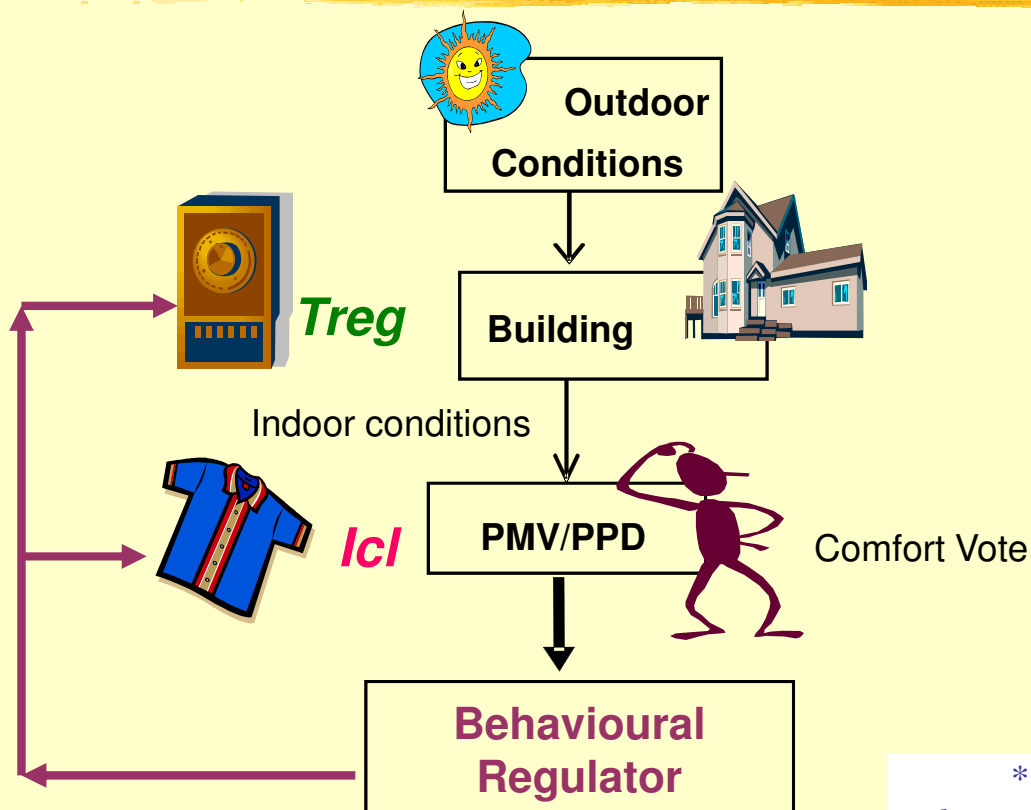 Outdoor
Conditions
Treg
Building
Indoor conditions
Icl
PMV/PPD
Comfort Vote
Behavioural
Regulator
*